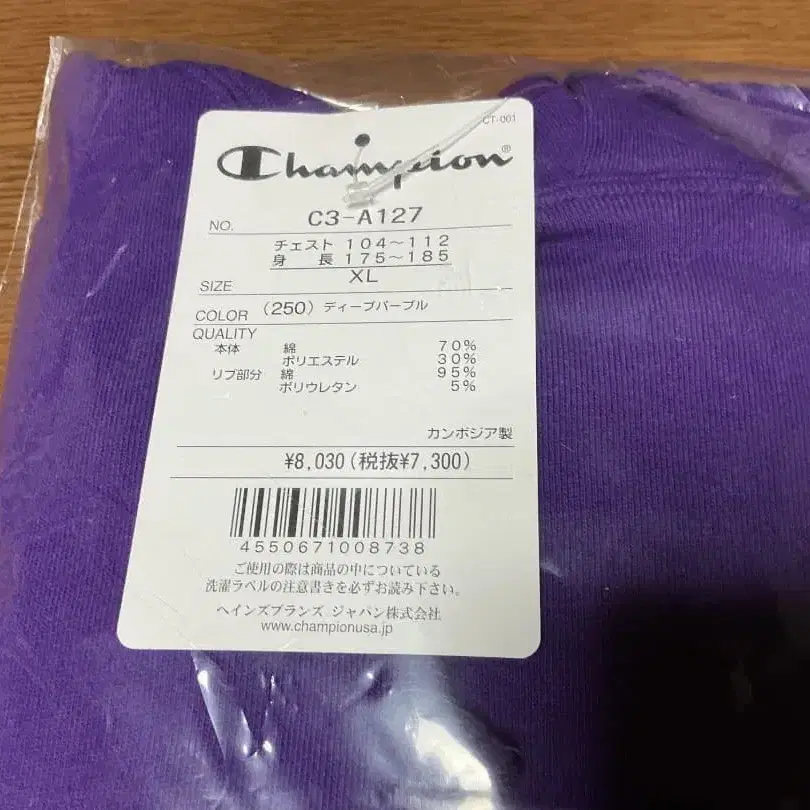 CT-001
Champion®
NO. C3-A127
チェスト 104～112
身 長 175～185
SIZE XL
COLOR (250) ディープパープル
QUALITY
本体 綿 70%
ポリエステル 30%
リブ部分 綿 95%
ポリウレタン 5%
カンボジア製
¥8,030(税抜¥7,300)
4550671008738
ご使用の際は商品の中についている
洗濯ラベルの注意書きを必ずお読み下さい。
ヘインズブランズ ジャパン株式会社
www.championusa.jp